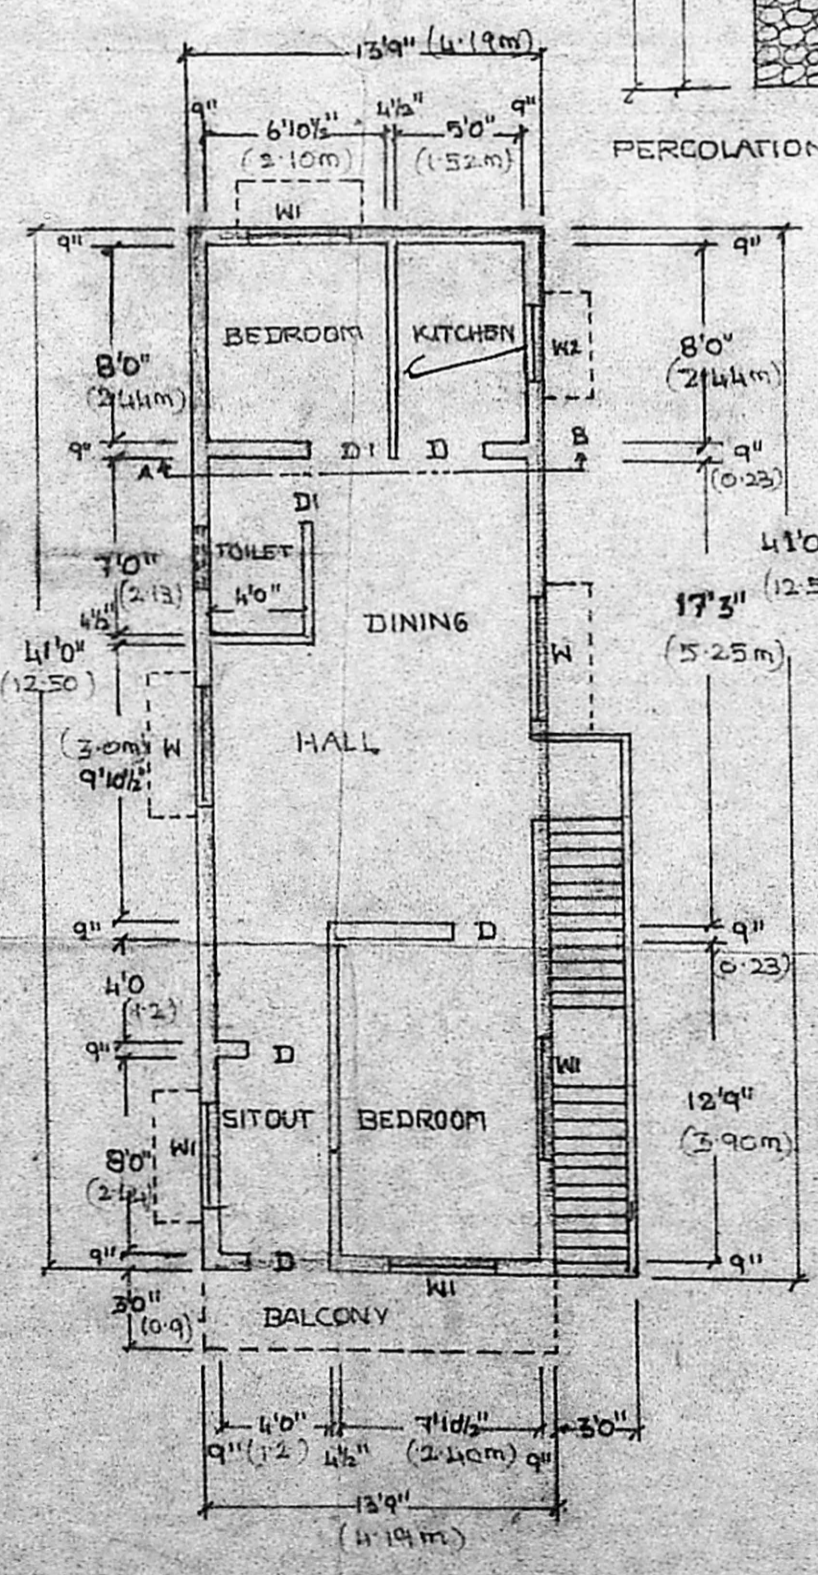 13'9" (4.19m)
9" 6'10½" 4½" 5'0" 9"
(2.10m) (1.52m)
PERCOLATION
W1
9" 9"
BEDROOM KITCHEN W2
8'0" 8'0"
(2.44m) (2.44m)
9" D1 D B 9"
A (0.23)
D1
TOILET
7'0" 41'0
(2.13) 4'0" 17'3" (12.5
4½" DINING
41'0" W (5.25m)
(12.50)
(3.0m) W HALL
9'10½"
9" D 9"
4'0 (0.23)
(1.2)
9" D W1
SITOUT BEDROOM 12'9"
8'0" W1 (3.90m)
(2.44)
9" D 9"
W1
3'0" BALCONY
(0.9)
4'0" 7'10½" 3'0"
9" (1.2) 4½" (2.40m) 9"
13'9"
(4.19m)